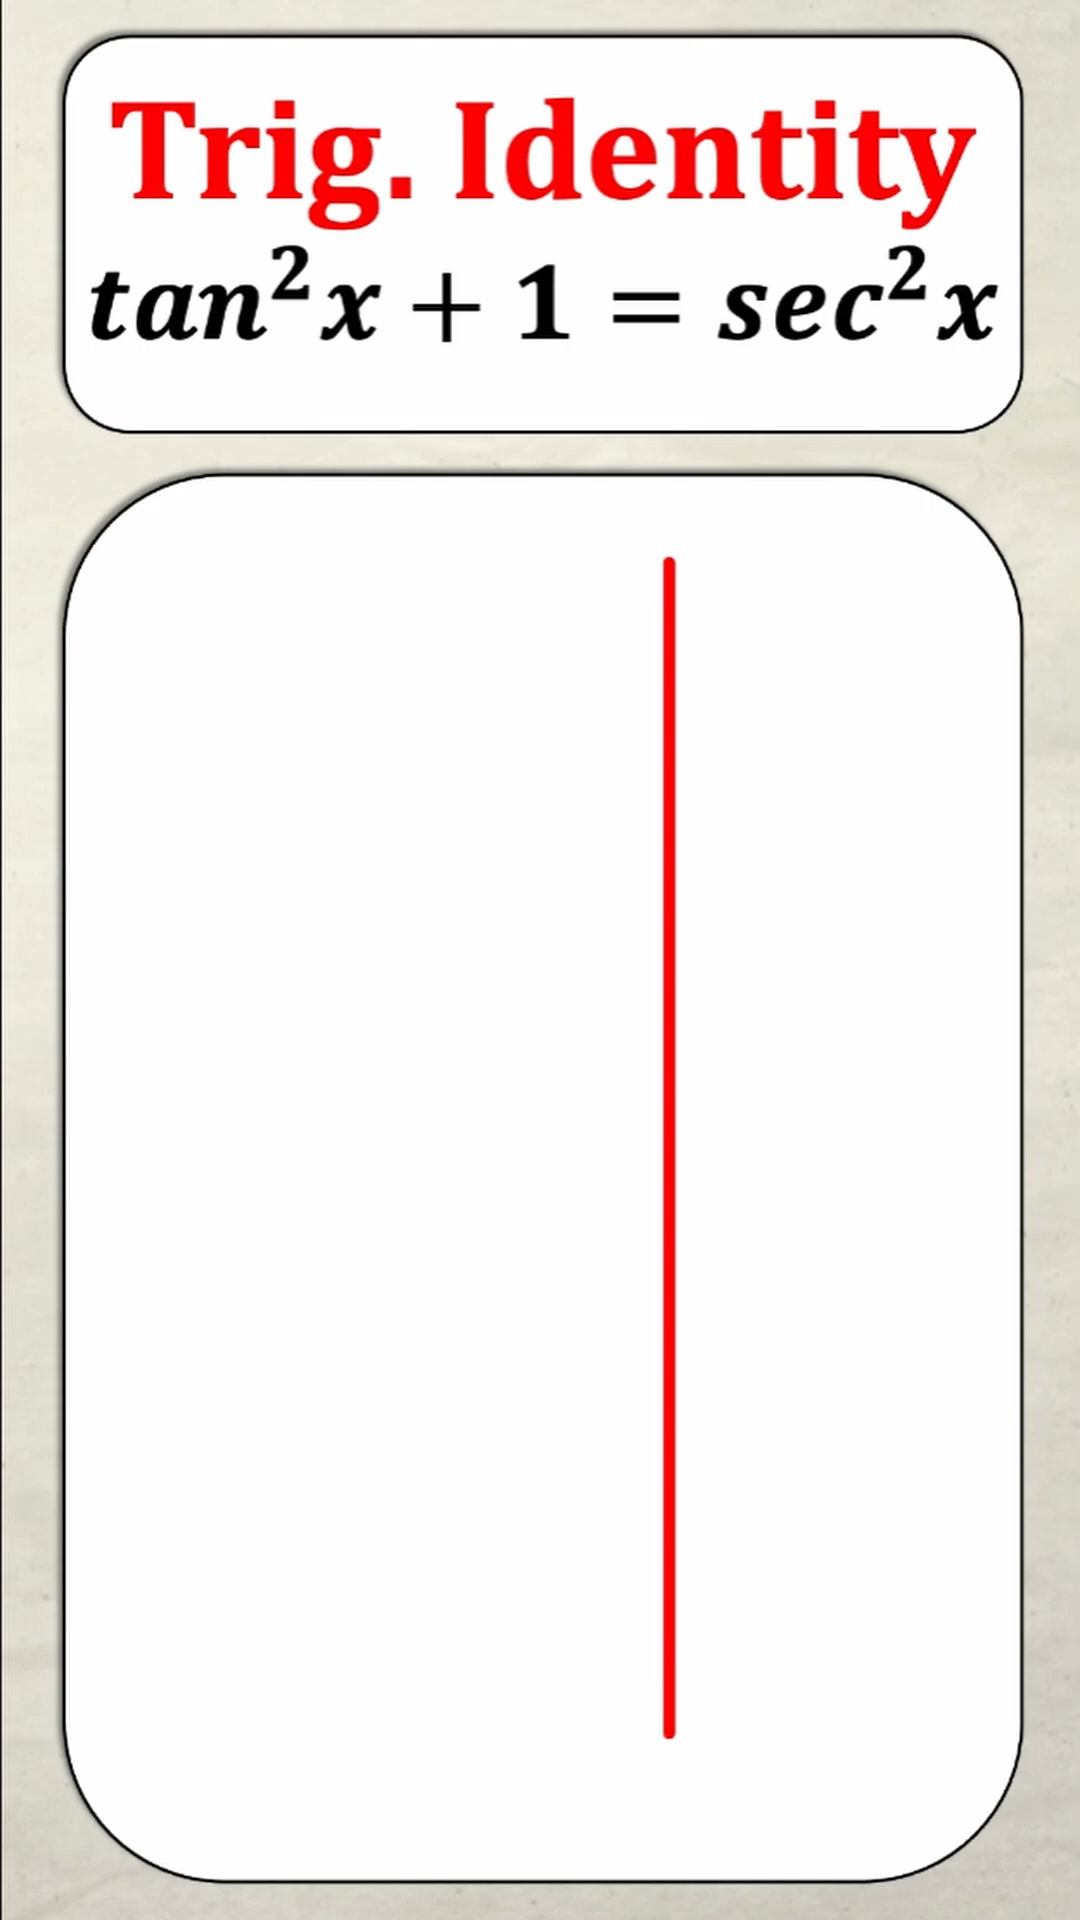 Trig. Identity
tan²x + 1 = sec²x